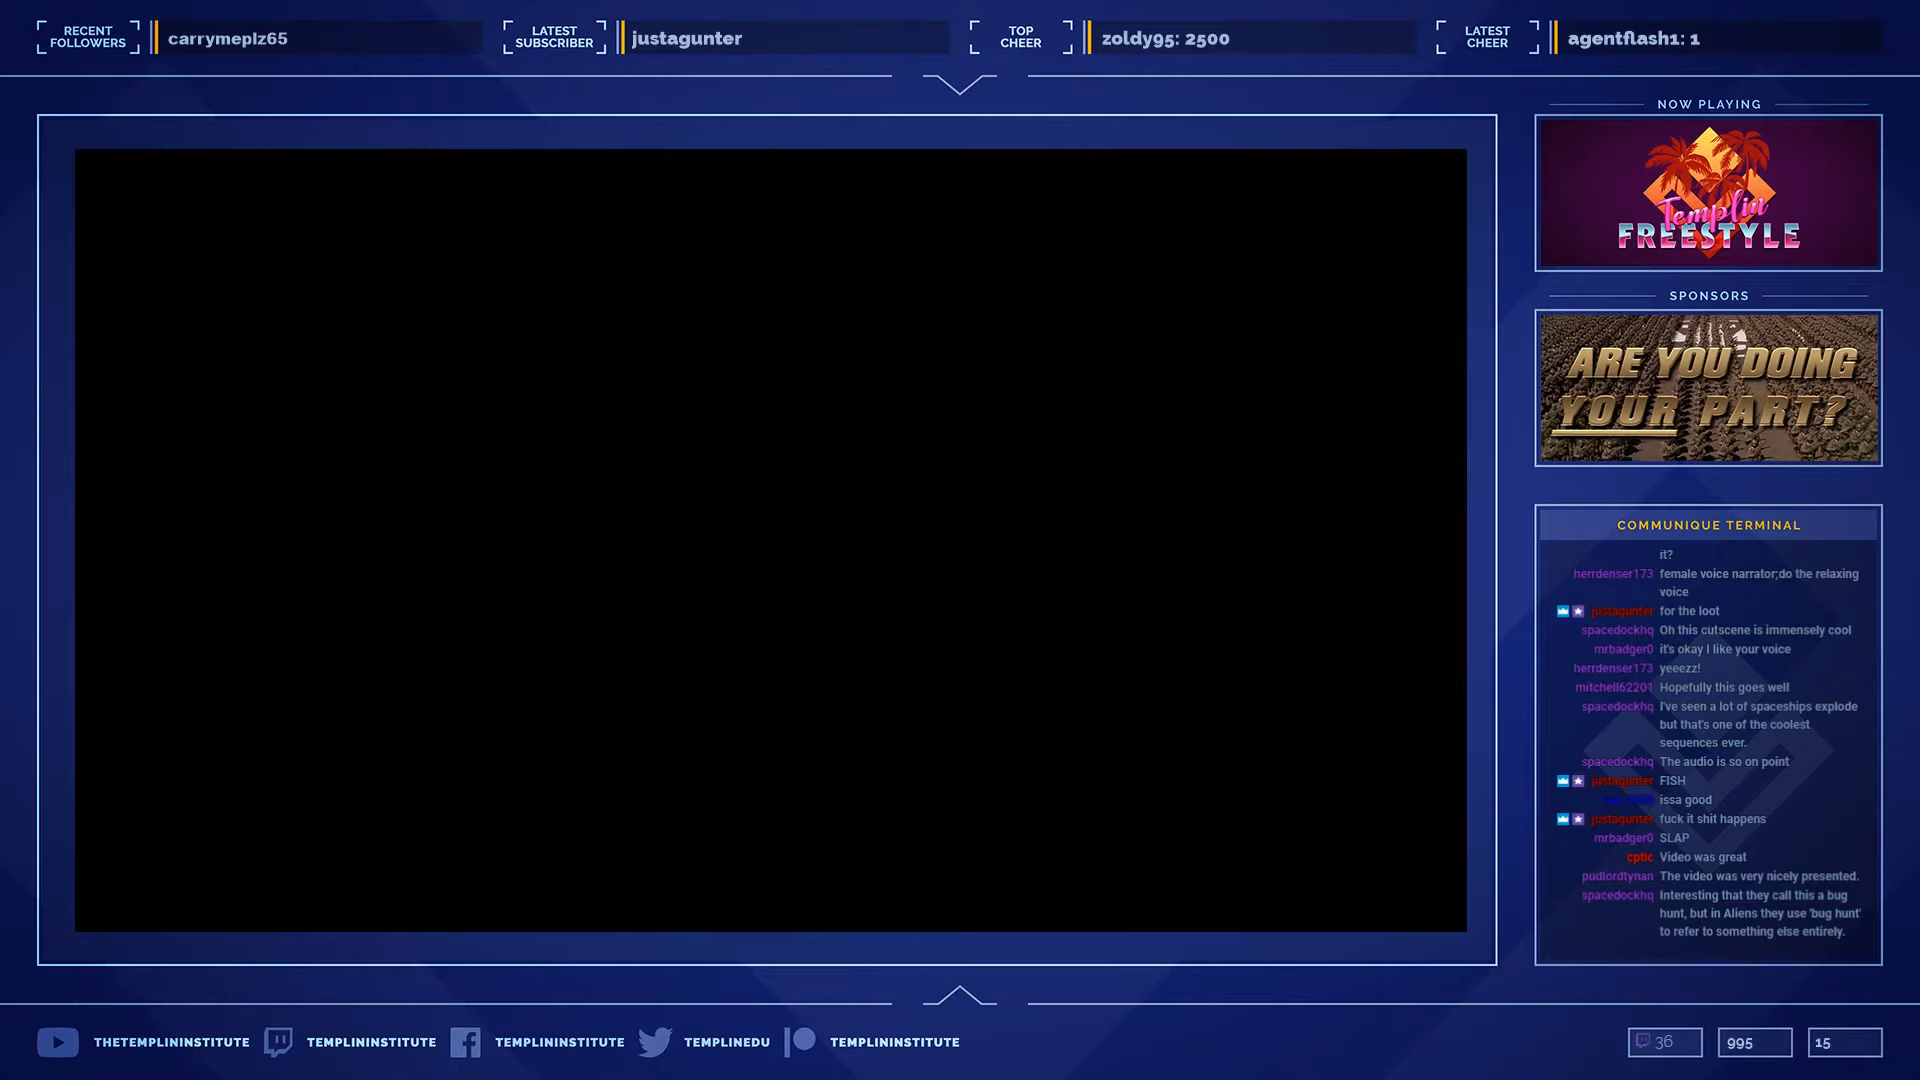 RECENT
FOLLOWERS
carrymeplz65
LATEST
SUBSCRIBER
justagunter
TOP
CHEER
zoldy95: 2500
LATEST
CHEER
agentflash1: 1
NOW PLAYING
Templin
FREESTYLE
SPONSORS
ARE YOU DOING
YOUR PART?
COMMUNIQUE TERMINAL
it?
herrdenser173 female voice narrator;do the relaxing
voice
justagunter for the loot
spacedockhq Oh this cutscene is immensely cool
mrbadger0 it's okay I like your voice
herrdenser173 yeeezz!
mitchell62201 Hopefully this goes well
spacedockhq I've seen a lot of spaceships explode
but that's one of the coolest
sequences ever.
spacedockhq The audio is so on point
justagunter FISH
issa good
justagunter fuck it shit happens
mrbadger0 SLAP
cptic Video was great
pudlordtynan The video was very nicely presented.
spacedockhq Interesting that they call this a bug
hunt, but in Aliens they use 'bug hunt'
to refer to something else entirely.
THETEMPLININSTITUTE
TEMPLININSTITUTE
TEMPLININSTITUTE
TEMPLINEDU
TEMPLININSTITUTE
36
995
15